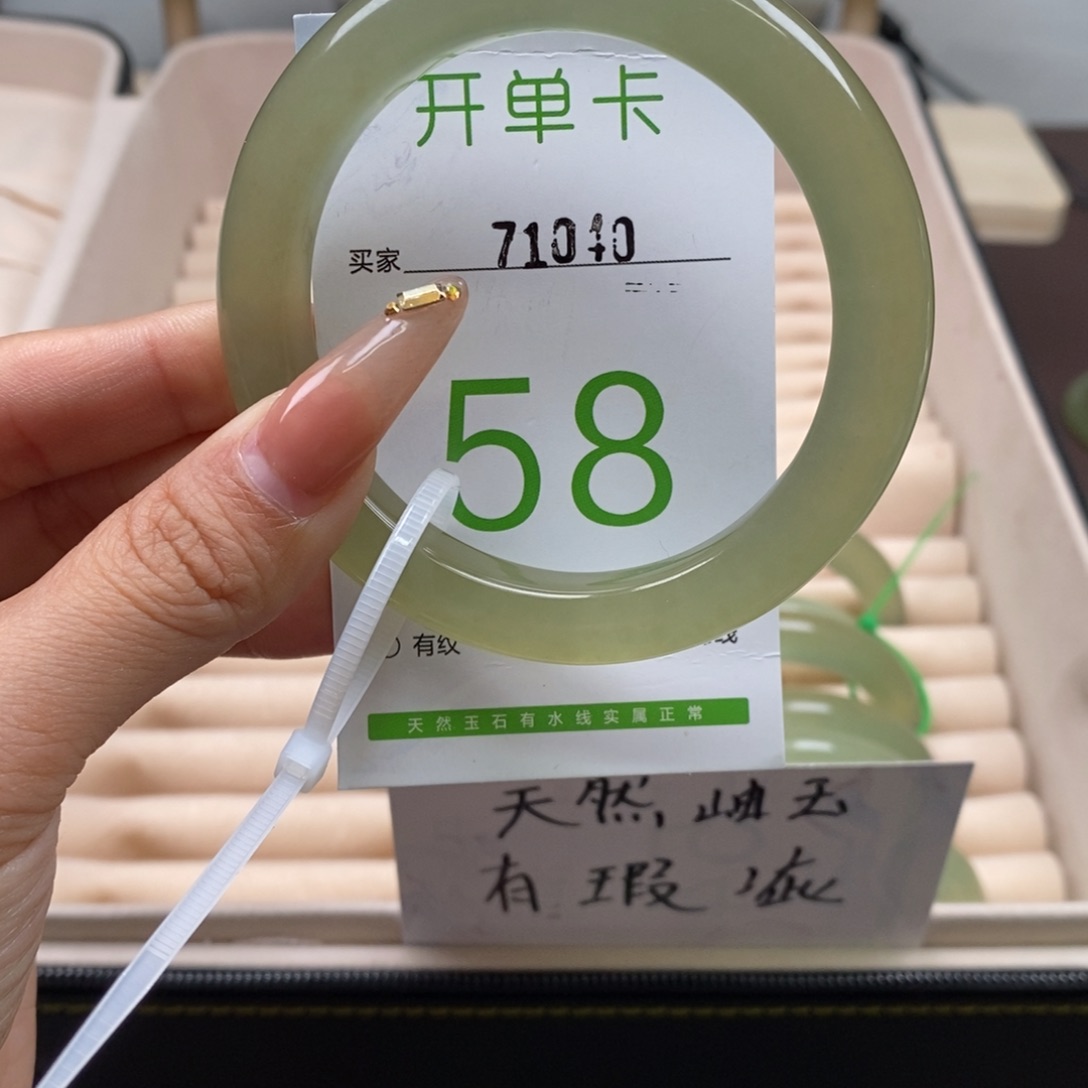 开单卡
买家 71010
58
有纹
天然玉石有水线实属正常
天然 岫玉
有 瑕疵